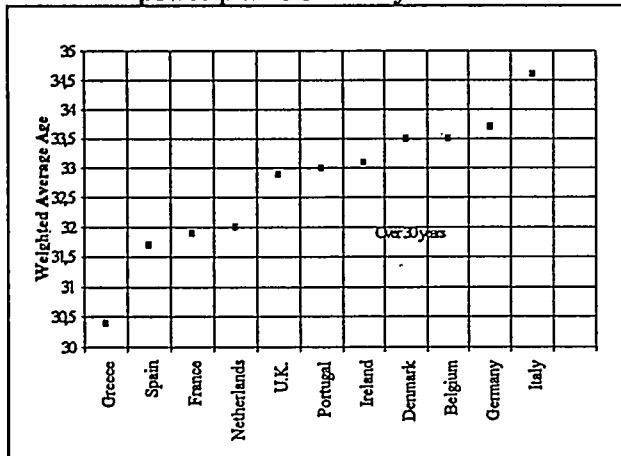 35
34,5
34
33,5
33
32,5
32
31,5
31
30,5
30
Weighted Average Age
Over 30 years
Greece
Spain
France
Netherlands
U.K.
Portugal
Ireland
Denmark
Belgium
Germany
Italy